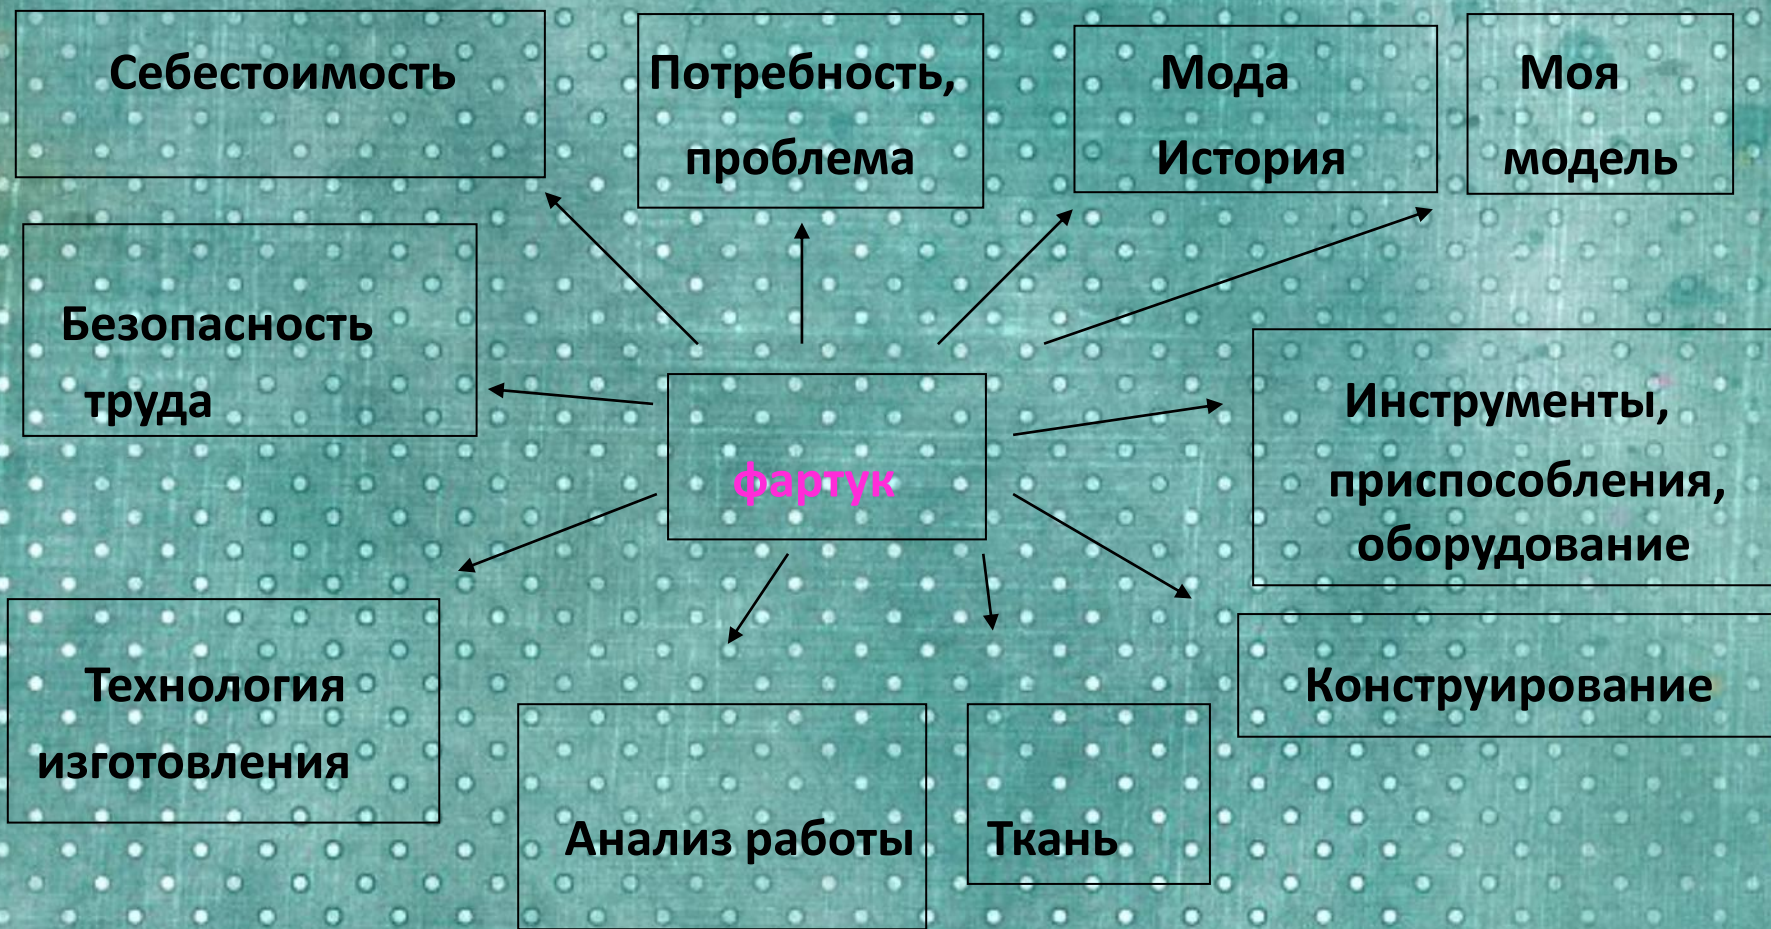 Себестоимость
Потребность,
проблема
Мода
История
Моя
модель
Безопасность
труда
фартук
Инструменты,
приспособления,
оборудование
Технология
изготовления
Анализ работы
Ткань
Конструирование